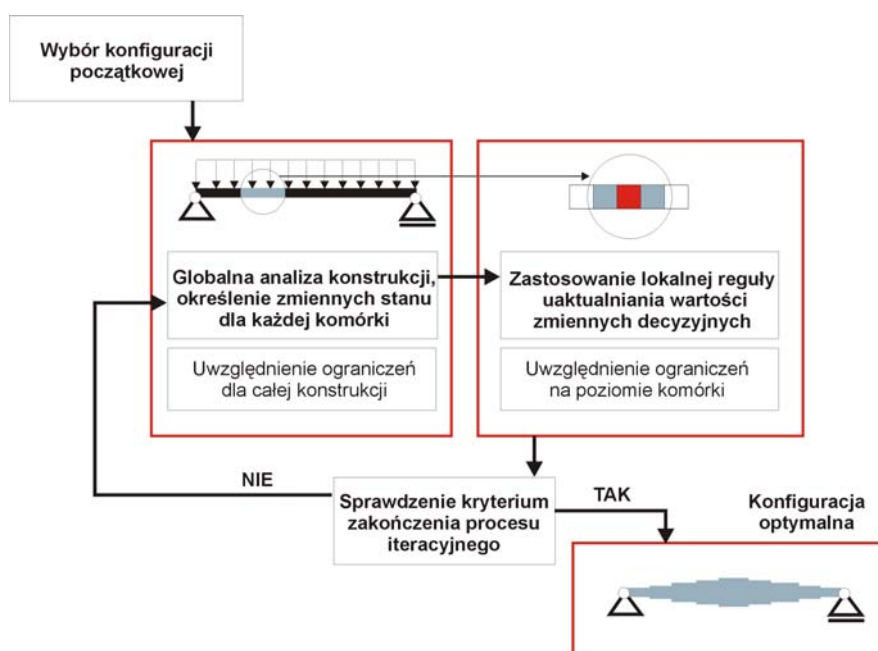 Wybór konfiguracji
początkowej
Globalna analiza konstrukcji,
określenie zmiennych stanu
dla każdej komórki
Uwzględnienie ograniczeń
dla całej konstrukcji
Zastosowanie lokalnej reguły
uaktualniania wartości
zmiennych decyzyjnych
Uwzględnienie ograniczeń
na poziomie komórki
NIE
Sprawdzenie kryterium
zakończenia procesu
iteracyjnego
TAK
Konfiguracja
optymalna